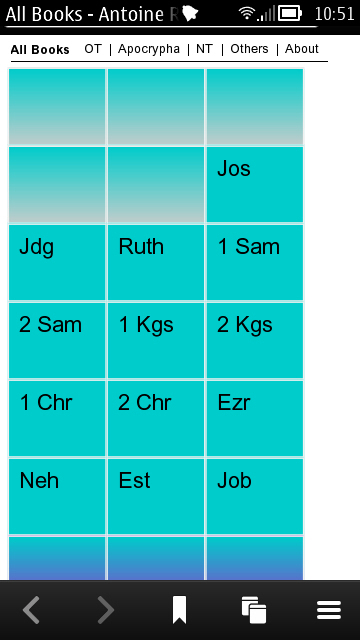 All Books - Antoine R 10:51
All Books OT | Apocrypha | NT | Others | About
Jos
Jdg Ruth 1 Sam
2 Sam 1 Kgs 2 Kgs
1 Chr 2 Chr Ezr
Neh Est Job